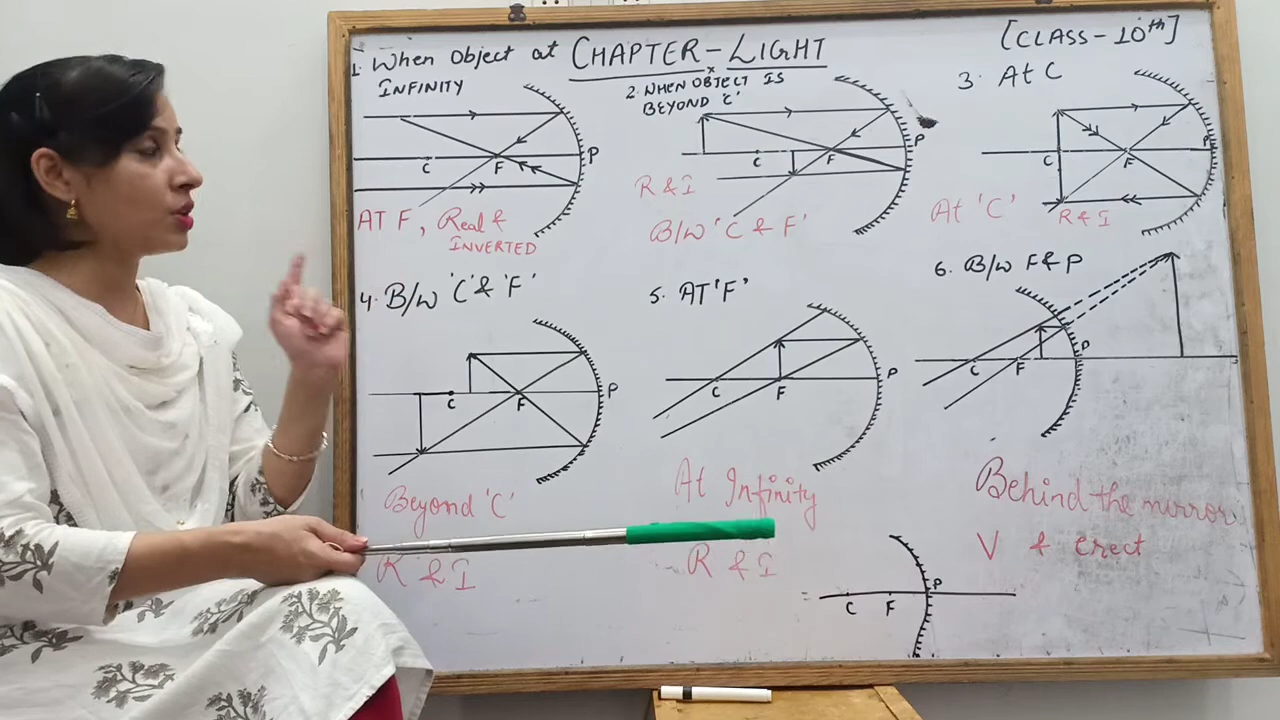 CHAPTER-LIGHT
[CLASS-10th]
1. When Object at
INFINITY
C
F
P
AT F, Real &
INVERTED
2. WHEN OBJECT IS
BEYOND 'C'
C
F
P
R & I
B/W 'C & F'
3. At C
C
F
P
At 'C'
R & I
4. B/W 'C' & 'F'
C
F
P
Beyond 'C'
R & I
5. AT 'F'
C
F
P
At Infinity
R & I
6. B/W F & P
C
F
P
Behind the mirror
V & erect
C
F
P